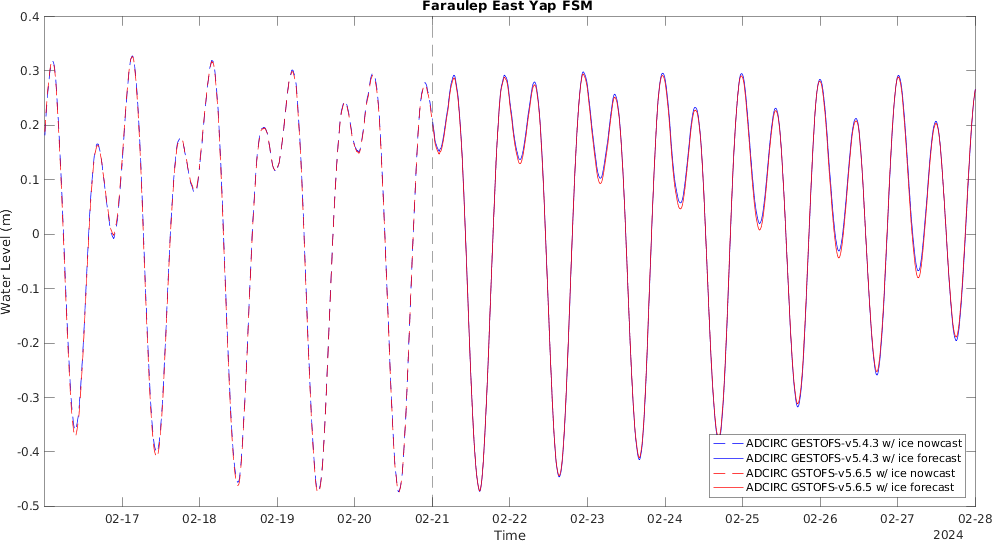 Faraulep East Yap FSM
0.4
0.3
0.2
0.1
0
-0.1
-0.2
-0.3
-0.4
-0.5
Water Level (m)
ADCIRC GESTOFS-v5.4.3 w/ ice nowcast
ADCIRC GESTOFS-v5.4.3 w/ ice forecast
ADCIRC GSTOFS-v5.6.5 w/ ice nowcast
ADCIRC GSTOFS-v5.6.5 w/ ice forecast
02-17 02-18 02-19 02-20 02-21 02-22 02-23 02-24 02-25 02-26 02-27 02-28
Time
2024